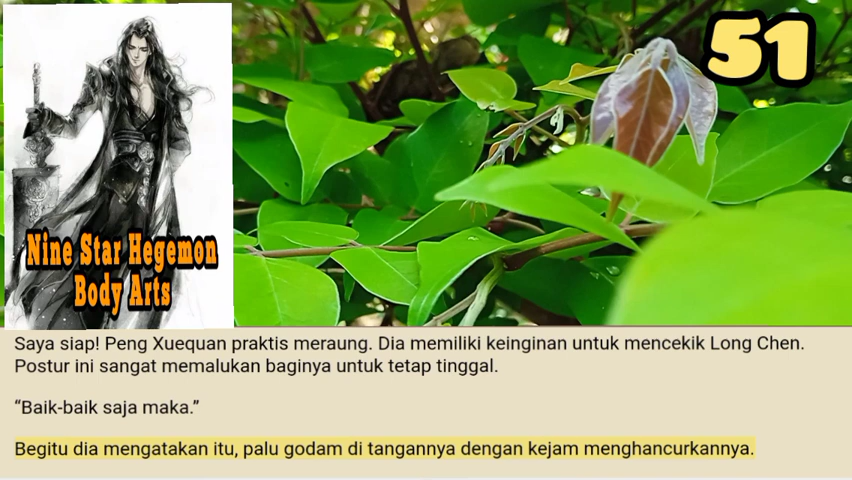 51
Nine Star Hegemon
Body Arts
Saya siap! Peng Xuequan praktis meraung. Dia memiliki keinginan untuk mencekik Long Chen.
Postur ini sangat memalukan baginya untuk tetap tinggal.
“Baik-baik saja maka.”
Begitu dia mengatakan itu, palu godam di tangannya dengan kejam menghancurkannya.